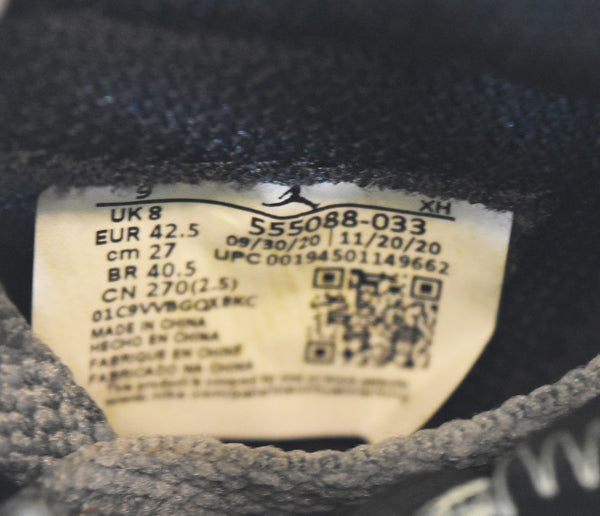 9
XH
UK 8
EUR 42.5
cm 27
BR 40.5
CN 270(2.5)
555088-033
09/30/20 | 11/20/20
UPC 00194501149662
MADE IN CHINA
HECHO EN CHINA
FABRIQUE EN CHINE
FABRICADO NA CHINA